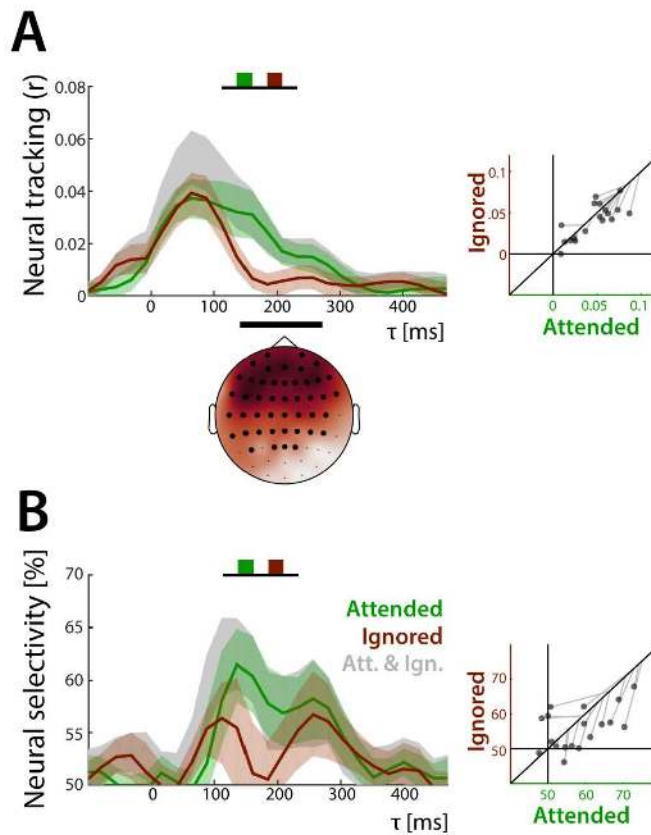 A
Neural tracking (r)
0.08
0.06
0.04
0.02
0
0 100 200 300 400
τ [ms]
Ignored
0.1
.05
0
0 0.05 0.1
Attended
B
Neural selectivity [%]
70
65
60
55
50
Attended
Ignored
Att. & Ign.
0 100 200 300 400
τ [ms]
Ignored
70
60
50
50 60 70
Attended